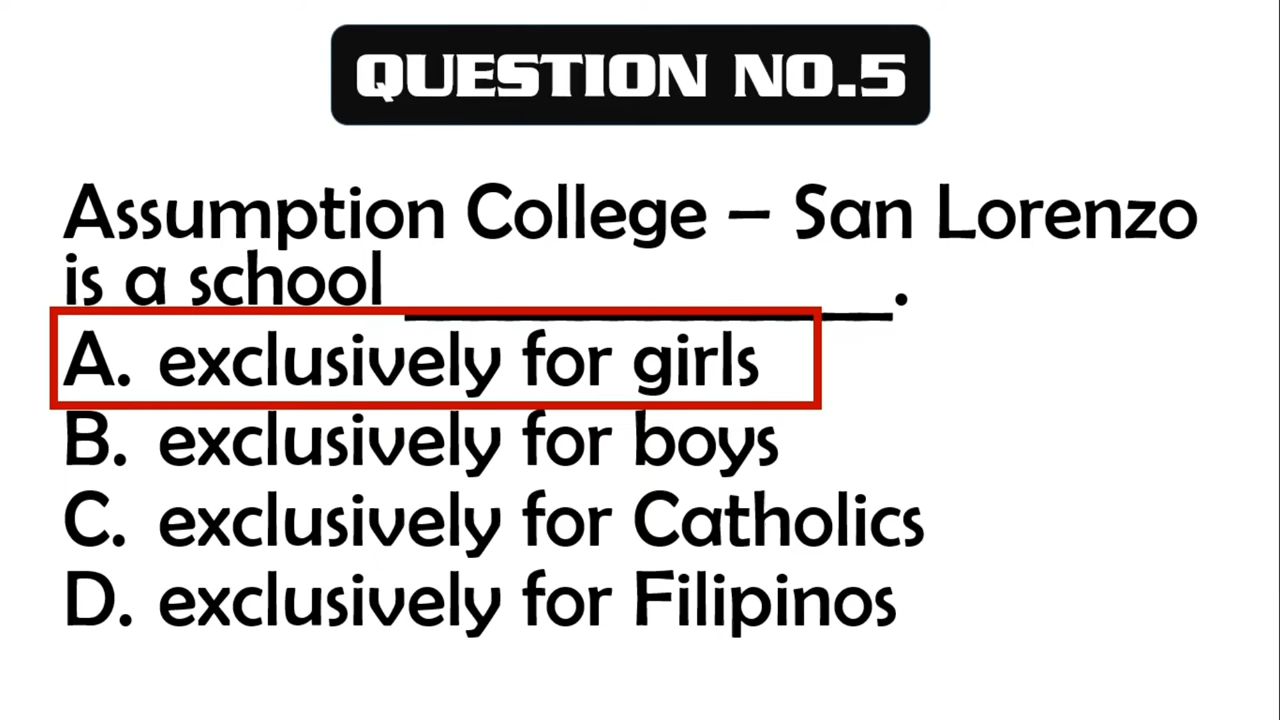 QUESTION NO.5
Assumption College – San Lorenzo
is a school ______________.
A. exclusively for girls
B. exclusively for boys
C. exclusively for Catholics
D. exclusively for Filipinos